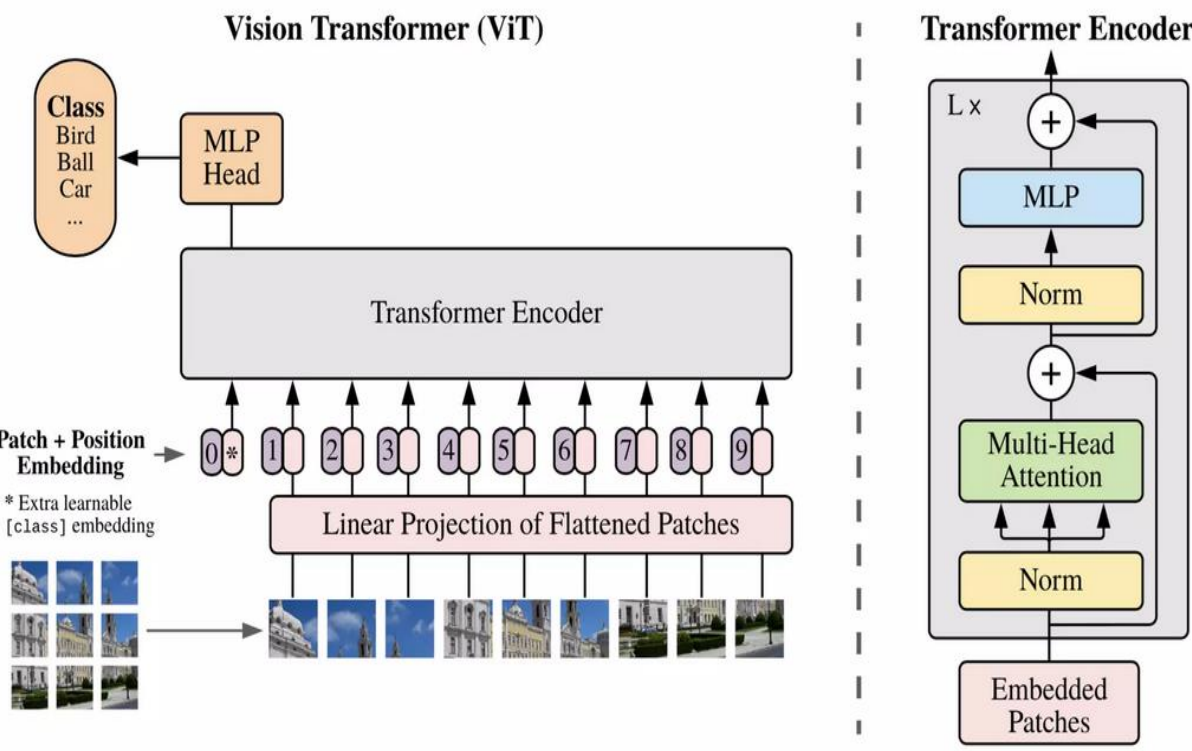 Vision Transformer (ViT)
Class
Bird
Ball
Car
...
MLP
Head
Transformer Encoder
Patch + Position
Embedding
* Extra learnable
[class] embedding
0 * 1 2 3 4 5 6 7 8 9
Linear Projection of Flattened Patches
Transformer Encoder
L x
+
MLP
Norm
+
Multi-Head
Attention
Norm
Embedded
Patches